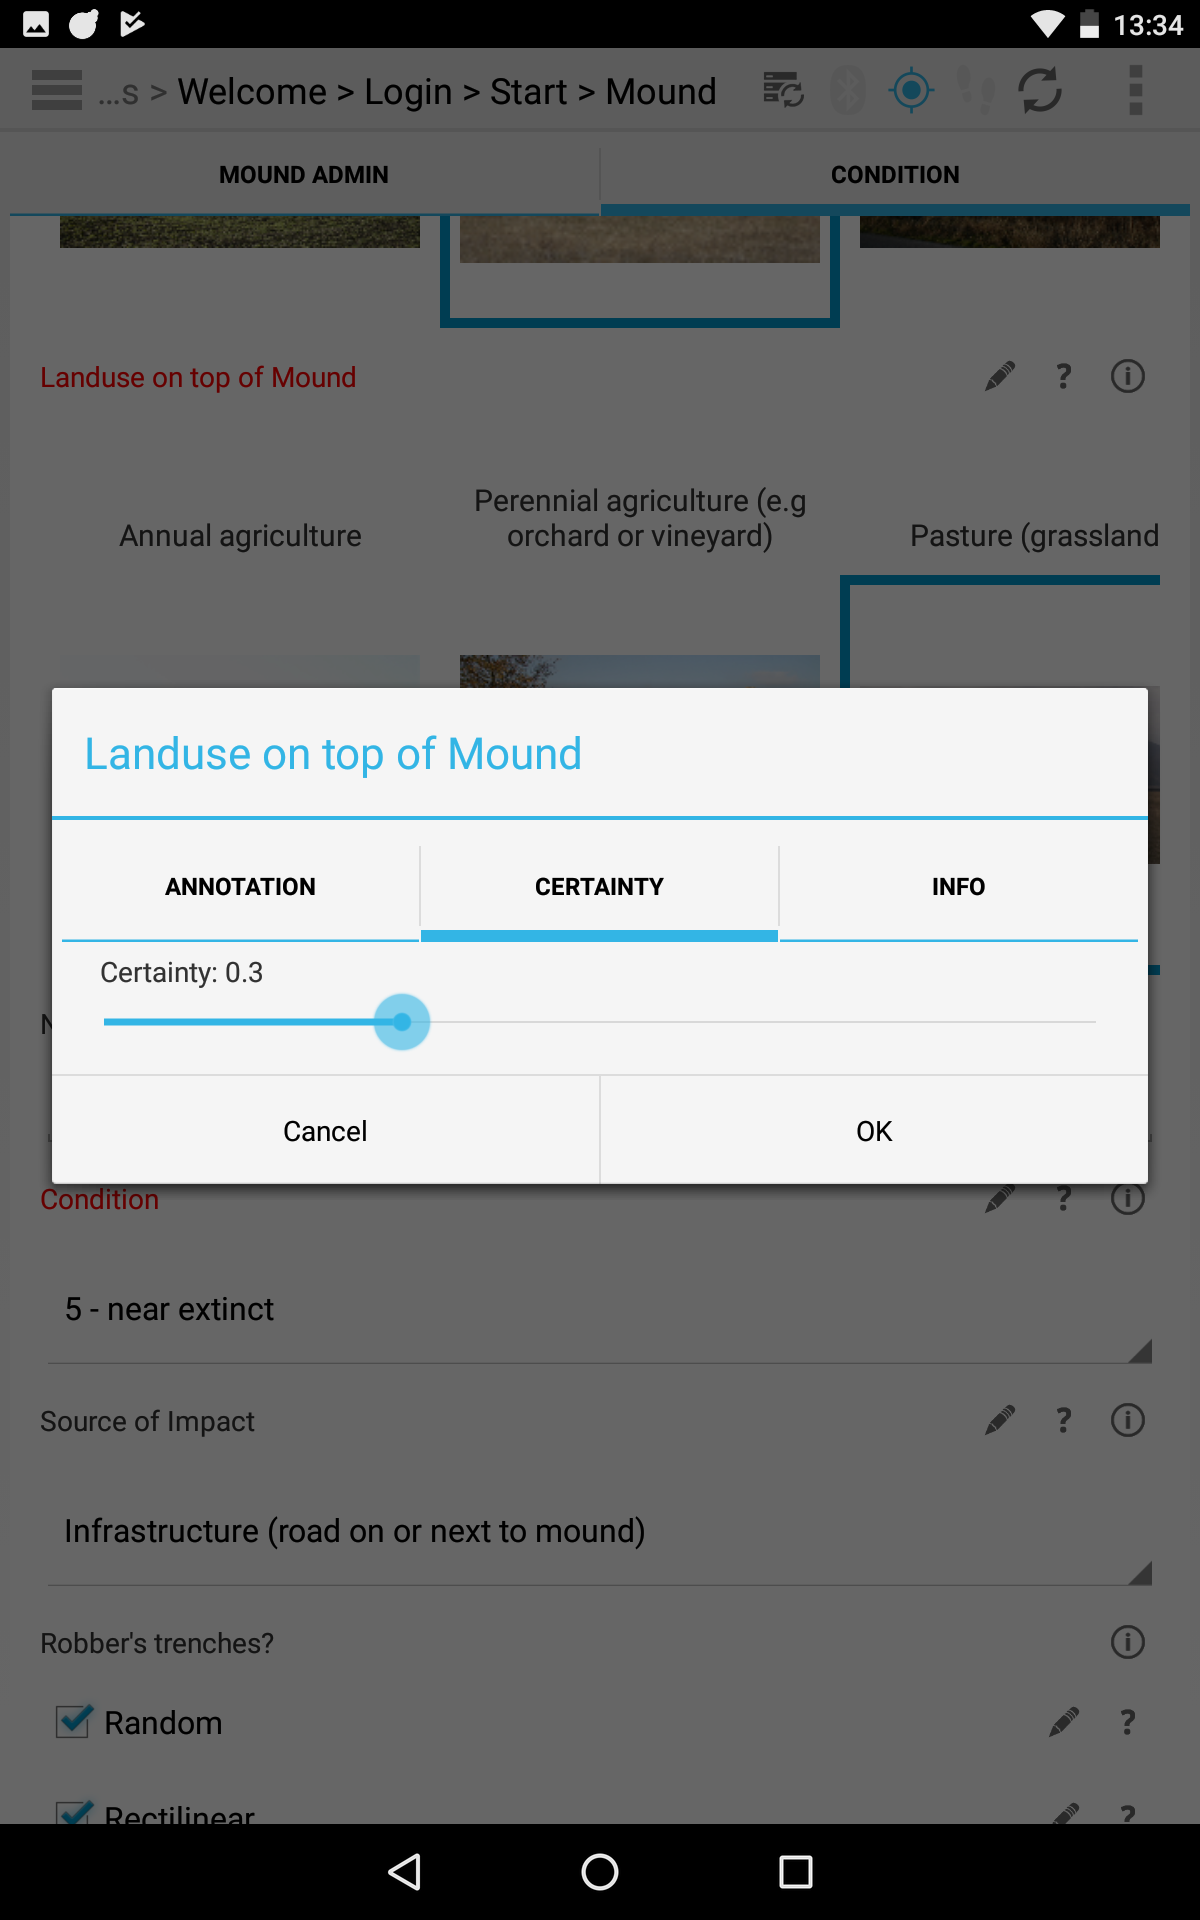 13:34
...s > Welcome > Login > Start > Mound
MOUND ADMIN
CONDITION
Landuse on top of Mound
?
Annual agriculture
Perennial agriculture (e.g
orchard or vineyard)
Pasture (grassland
Landuse on top of Mound
ANNOTATION
CERTAINTY
INFO
Certainty: 0.3
Cancel
OK
Condition
?
5 - near extinct
Source of Impact
?
Infrastructure (road on or next to mound)
Robber's trenches?
Random
?
Rectilinear
?